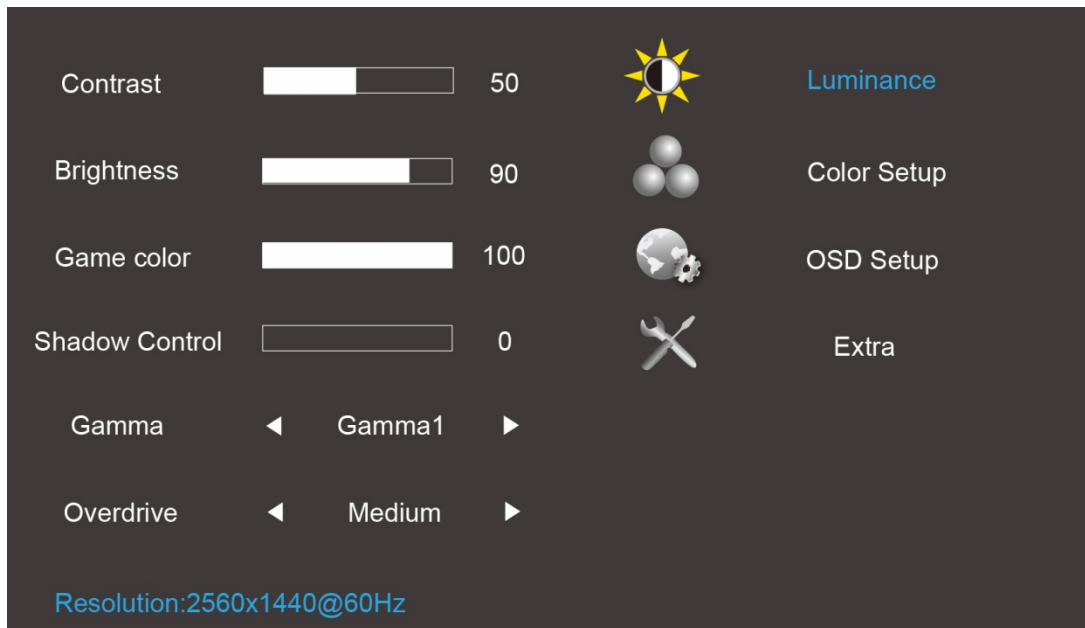 Contrast 50 Luminance
Brightness 90 Color Setup
Game color 100 OSD Setup
Shadow Control 0 Extra
Gamma Gamma1
Overdrive Medium
Resolution:2560x1440@60Hz